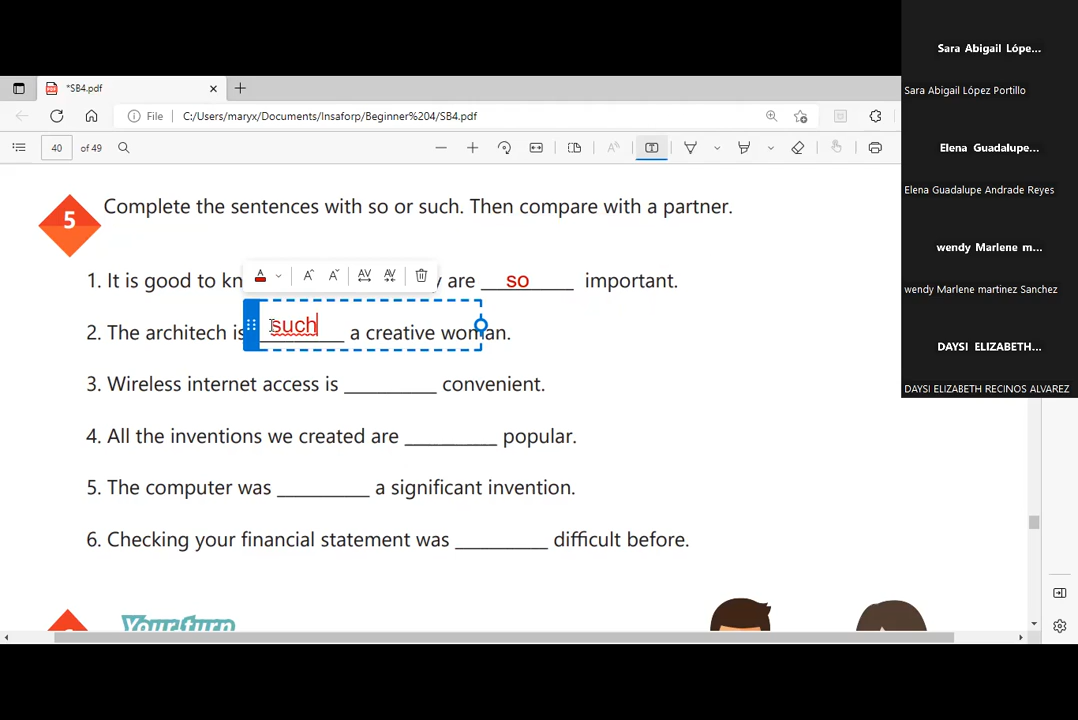 Sara Abigail Lópe...
*SB4.pdf
Sara Abigail López Portillo
File
C:/Users/maryx/Documents/Insaforp/Beginner%204/SB4.pdf
40 of 49
Elena Guadalupe...
Elena Guadalupe Andrade Reyes
5 Complete the sentences with so or such. Then compare with a partner.
wendy Marlene m...
wendy Marlene martinez Sanchez
1. It is good to kn y are so important.
2. The architech is such a creative woman.
DAYSI ELIZABETH...
DAYSI ELIZABETH RECINOS ALVAREZ
3. Wireless internet access is _________ convenient.
4. All the inventions we created are _________ popular.
5. The computer was _________ a significant invention.
6. Checking your financial statement was _________ difficult before.
Your turn